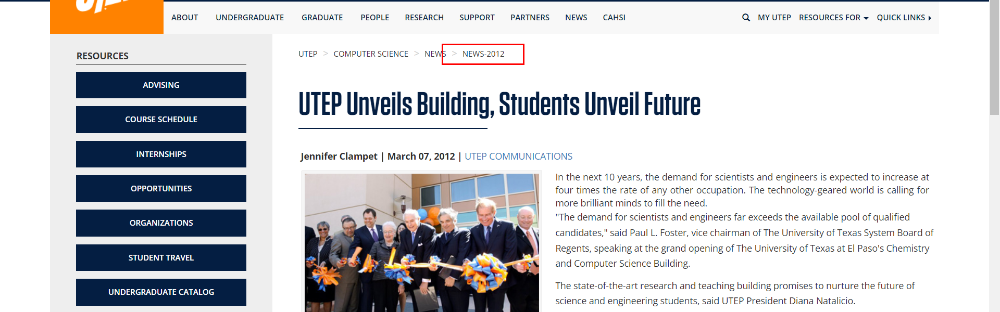 ABOUT UNDERGRADUATE GRADUATE PEOPLE RESEARCH SUPPORT PARTNERS NEWS CAHSI MY UTEP RESOURCES FOR QUICK LINKS
RESOURCES
ADVISING
COURSE SCHEDULE
INTERNSHIPS
OPPORTUNITIES
ORGANIZATIONS
STUDENT TRAVEL
UNDERGRADUATE CATALOG
UTEP > COMPUTER SCIENCE > NEWS > NEWS-2012
UTEP Unveils Building, Students Unveil Future
Jennifer Clampet | March 07, 2012 | UTEP COMMUNICATIONS
In the next 10 years, the demand for scientists and engineers is expected to increase at
four times the rate of any other occupation. The technology-geared world is calling for
more brilliant minds to fill the need.
"The demand for scientists and engineers far exceeds the available pool of qualified
candidates," said Paul L. Foster, vice chairman of The University of Texas System Board of
Regents, speaking at the grand opening of The University of Texas at El Paso's Chemistry
and Computer Science Building.
The state-of-the-art research and teaching building promises to nurture the future of
science and engineering students, said UTEP President Diana Natalicio.